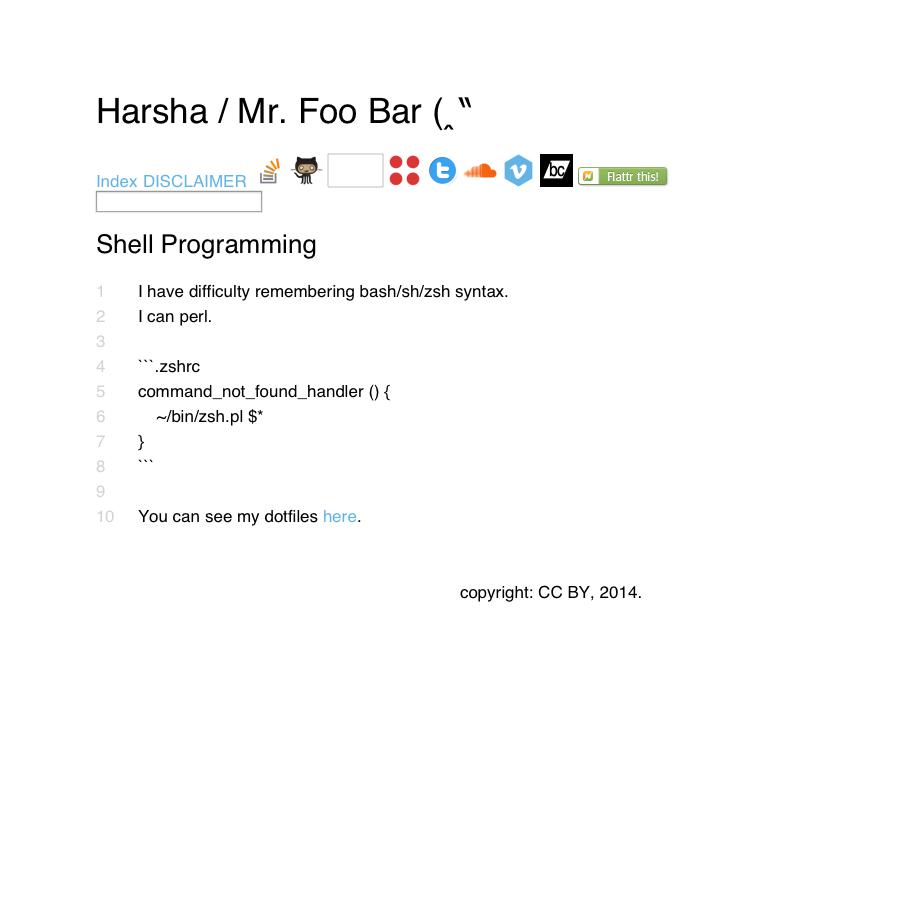 Harsha / Mr. Foo Bar (‸‶
Index DISCLAIMER bc Flattr this!
Shell Programming
1 I have difficulty remembering bash/sh/zsh syntax.
2 I can perl.
3
4 ```.zshrc
5 command_not_found_handler () {
6 ~/bin/zsh.pl $*
7 }
8 ```
9
10 You can see my dotfiles here.
copyright: CC BY, 2014.